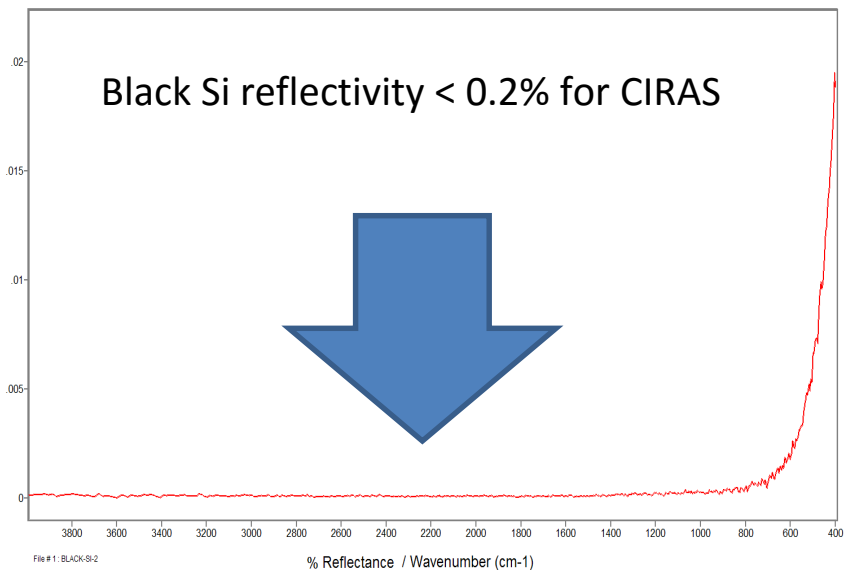 Black Si reflectivity < 0.2% for CIRAS
.02
.015
.01
.005
0
3800 3600 3400 3200 3000 2800 2600 2400 2200 2000 1800 1600 1400 1200 1000 800 600 400
File # 1 : BLACK-SI-2
% Reflectance / Wavenumber (cm-1)